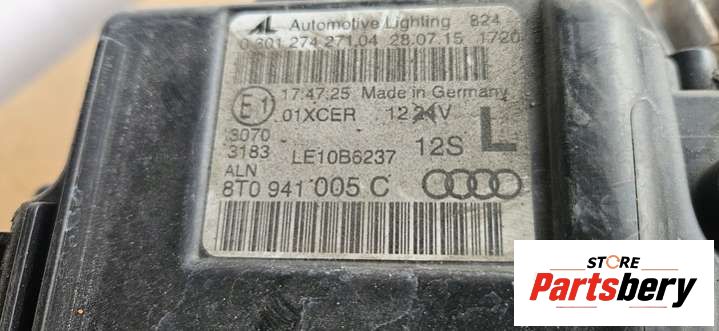 AL Automotive Lighting 824
0 301 274 271.04 28.07.15 1720
17:47:25 Made in Germany
E1 01XCER 12 24V
3070
3183 LE10B6237 12S L
ALN
8T0 941 005 C
STORE
Partsbery